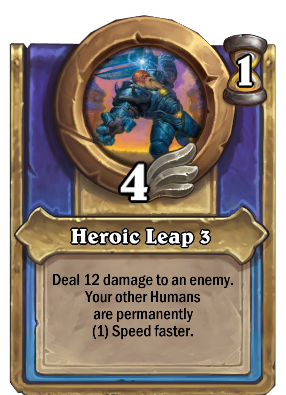 1
4
Heroic Leap 3
Deal 12 damage to an enemy.
Your other Humans
are permanently
(1) Speed faster.